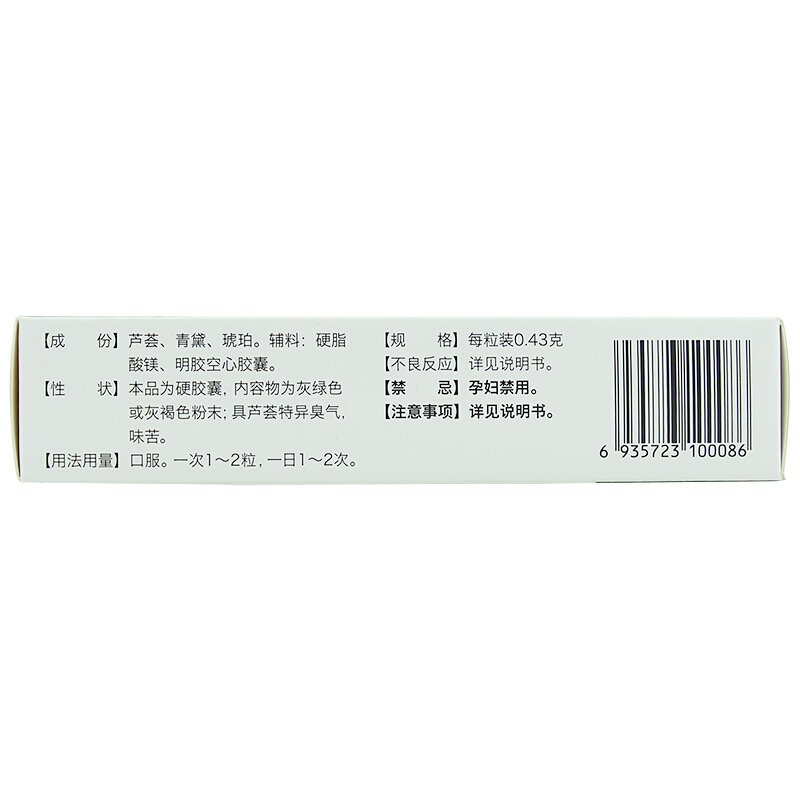 【成　份】芦荟、青黛、琥珀。辅料：硬脂
酸镁、明胶空心胶囊。
【性　状】本品为硬胶囊，内容物为灰绿色
或灰褐色粉末；具芦荟特异臭气，
味苦。
【用法用量】口服。一次1～2粒，一日1～2次。
【规　格】每粒装0.43克
【不良反应】详见说明书。
【禁　忌】孕妇禁用。
【注意事项】详见说明书。
6 935723 100086